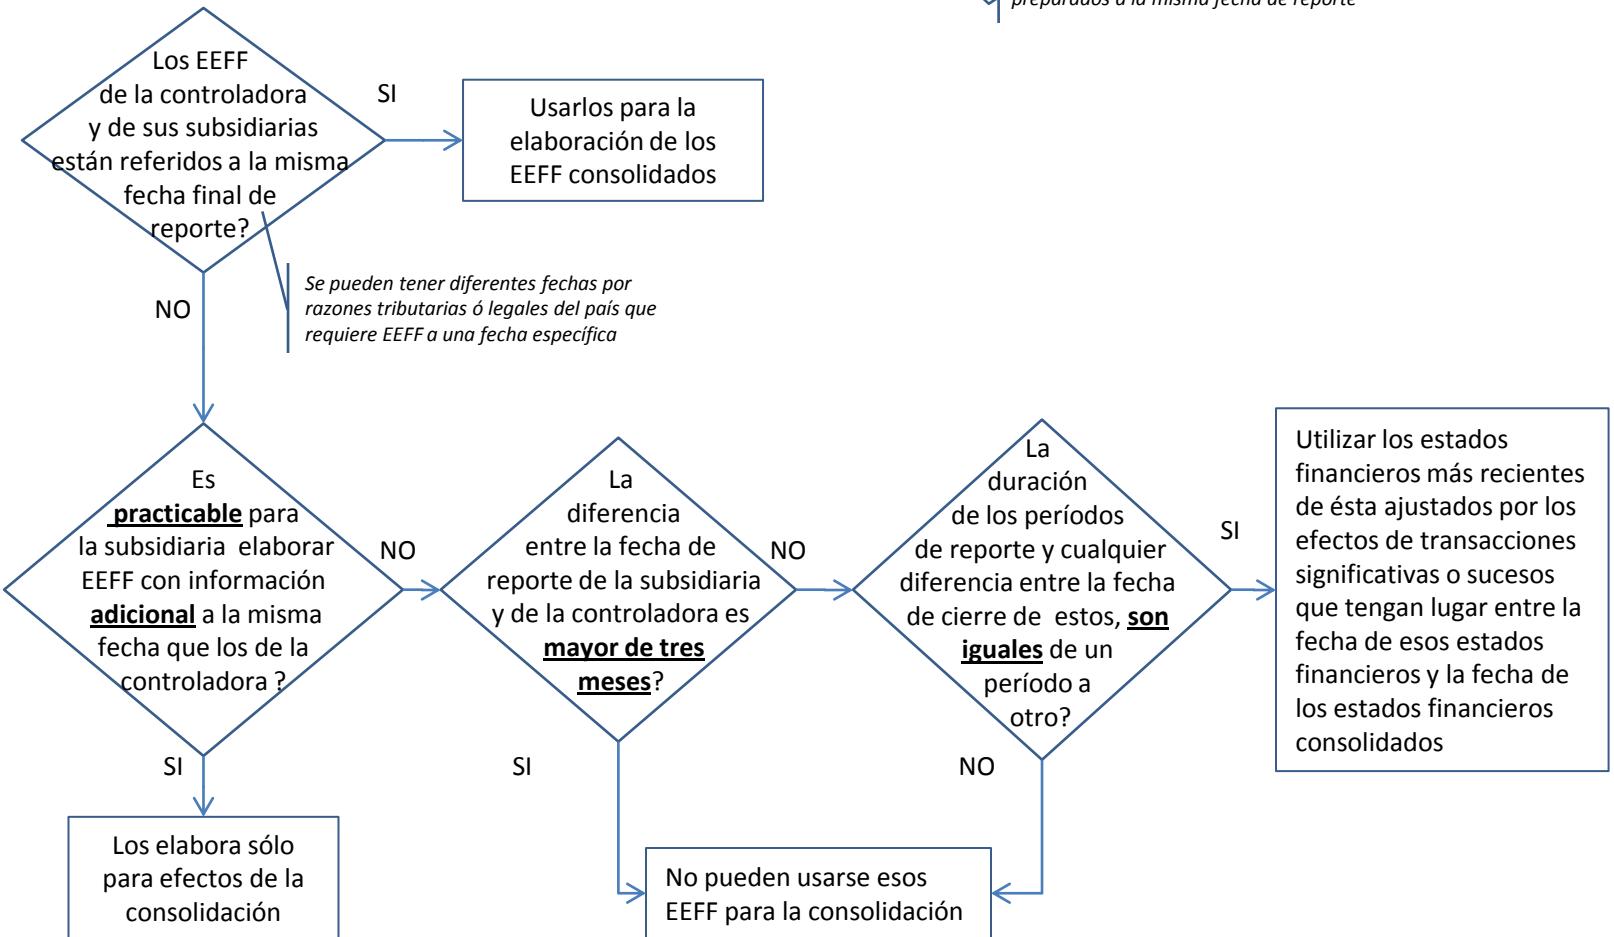 preparados a la misma fecha de reporte
Los EEFF
de la controladora
y de sus subsidiarias
están referidos a la misma
fecha final de
reporte?
SI
Usarlos para la
elaboración de los
EEFF consolidados
NO
Se pueden tener diferentes fechas por
razones tributarias ó legales del país que
requiere EEFF a una fecha específica
Es
practicable para
la subsidiaria elaborar
EEFF con información
adicional a la misma
fecha que los de la
controladora ?
NO
La
diferencia
entre la fecha de
reporte de la subsidiaria
y de la controladora es
mayor de tres
meses?
NO
La
duración
de los períodos
de reporte y cualquier
diferencia entre la fecha
de cierre de estos, son
iguales de un
período a
otro?
SI
Utilizar los estados
financieros más recientes
de ésta ajustados por los
efectos de transacciones
significativas o sucesos
que tengan lugar entre la
fecha de esos estados
financieros y la fecha de
los estados financieros
consolidados
SI
SI
NO
Los elabora sólo
para efectos de la
consolidación
No pueden usarse esos
EEFF para la consolidación